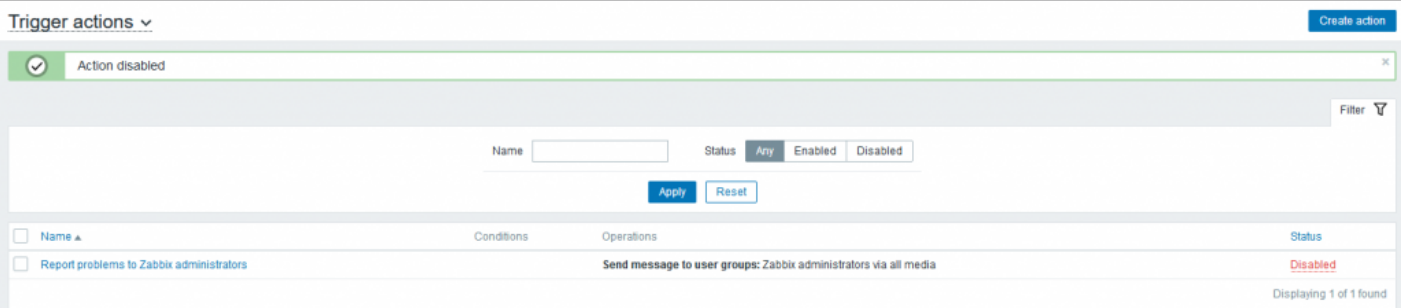 Trigger actions
Create action
Action disabled
Filter
Name Status Any Enabled Disabled
Apply Reset
Name Conditions Operations Status
Report problems to Zabbix administrators Send message to user groups: Zabbix administrators via all media Disabled
Displaying 1 of 1 found